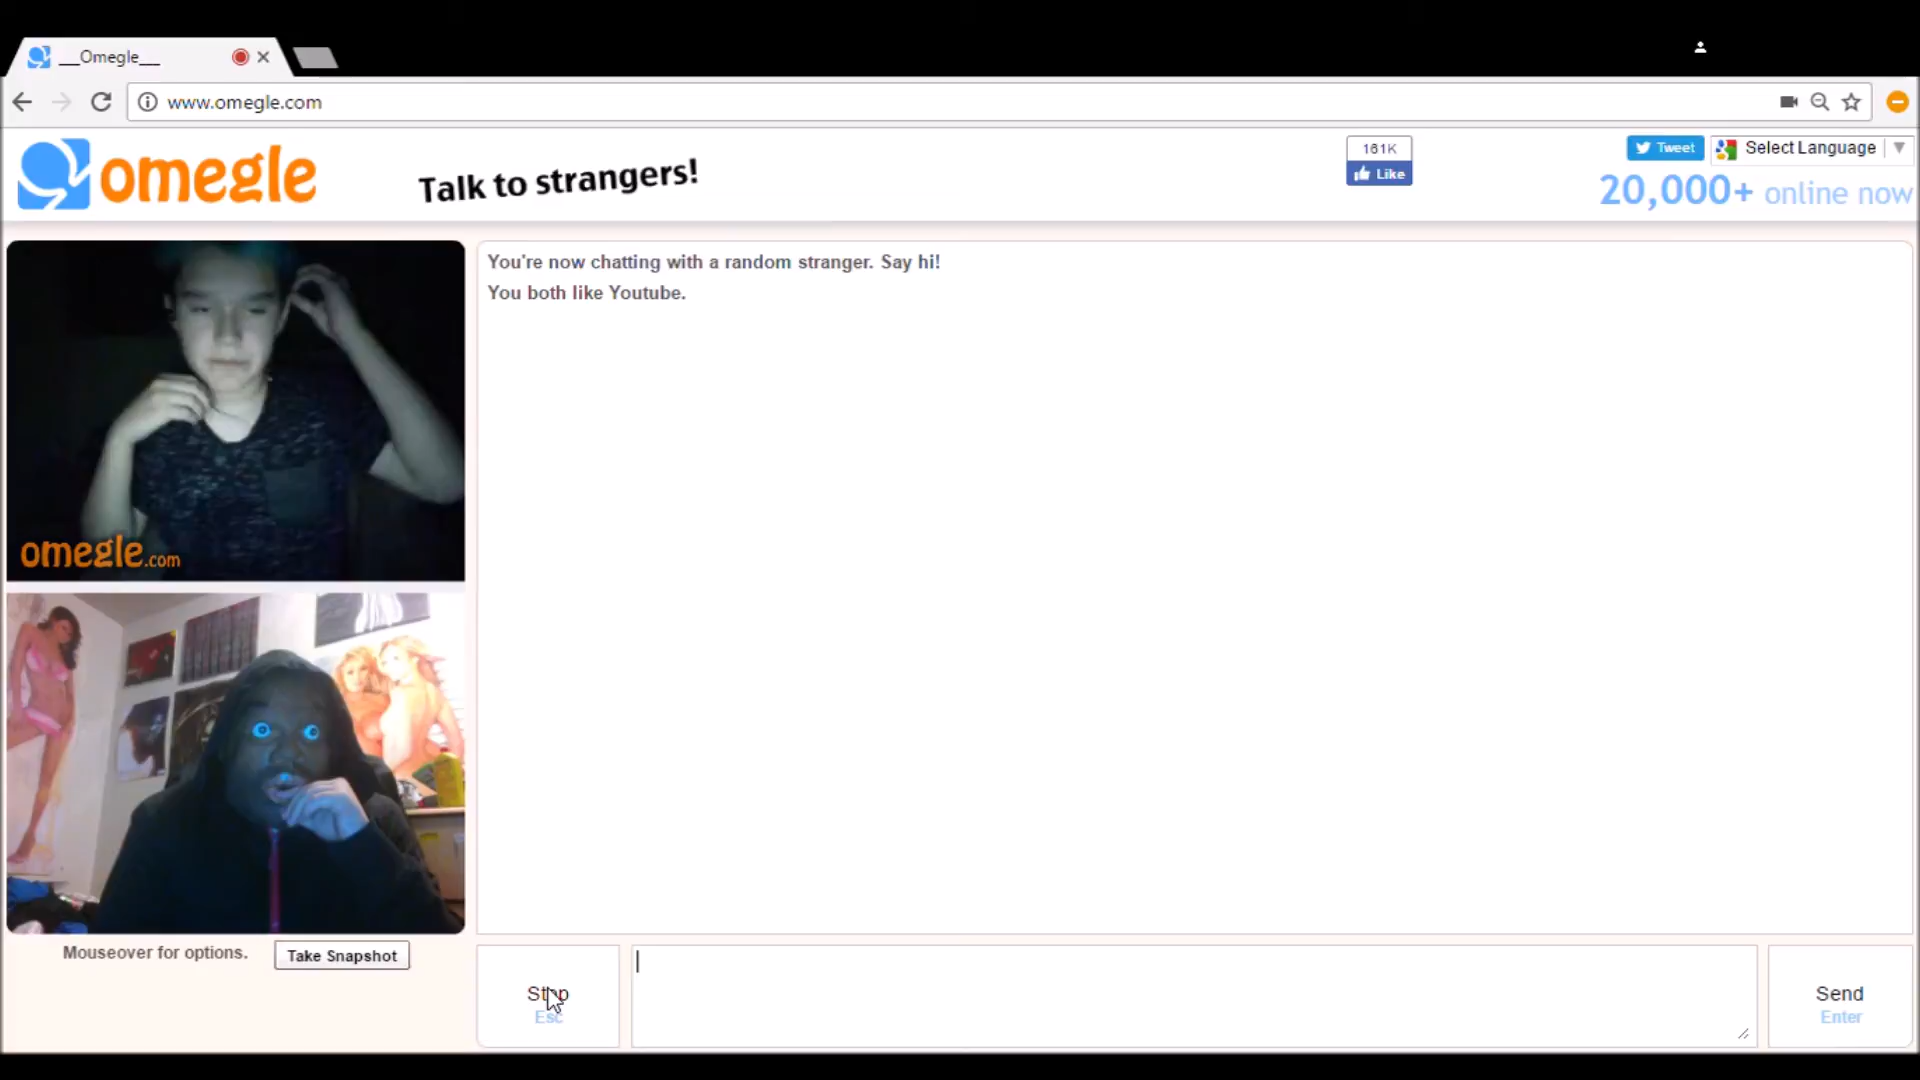 __Omegle__
www.omegle.com
omegle
Talk to strangers!
161K
Like
Tweet
Select Language
20,000+ online now
You're now chatting with a random stranger. Say hi!
You both like Youtube.
omegle.com
Mouseover for options.
Take Snapshot
Stop
Esc
Send
Enter